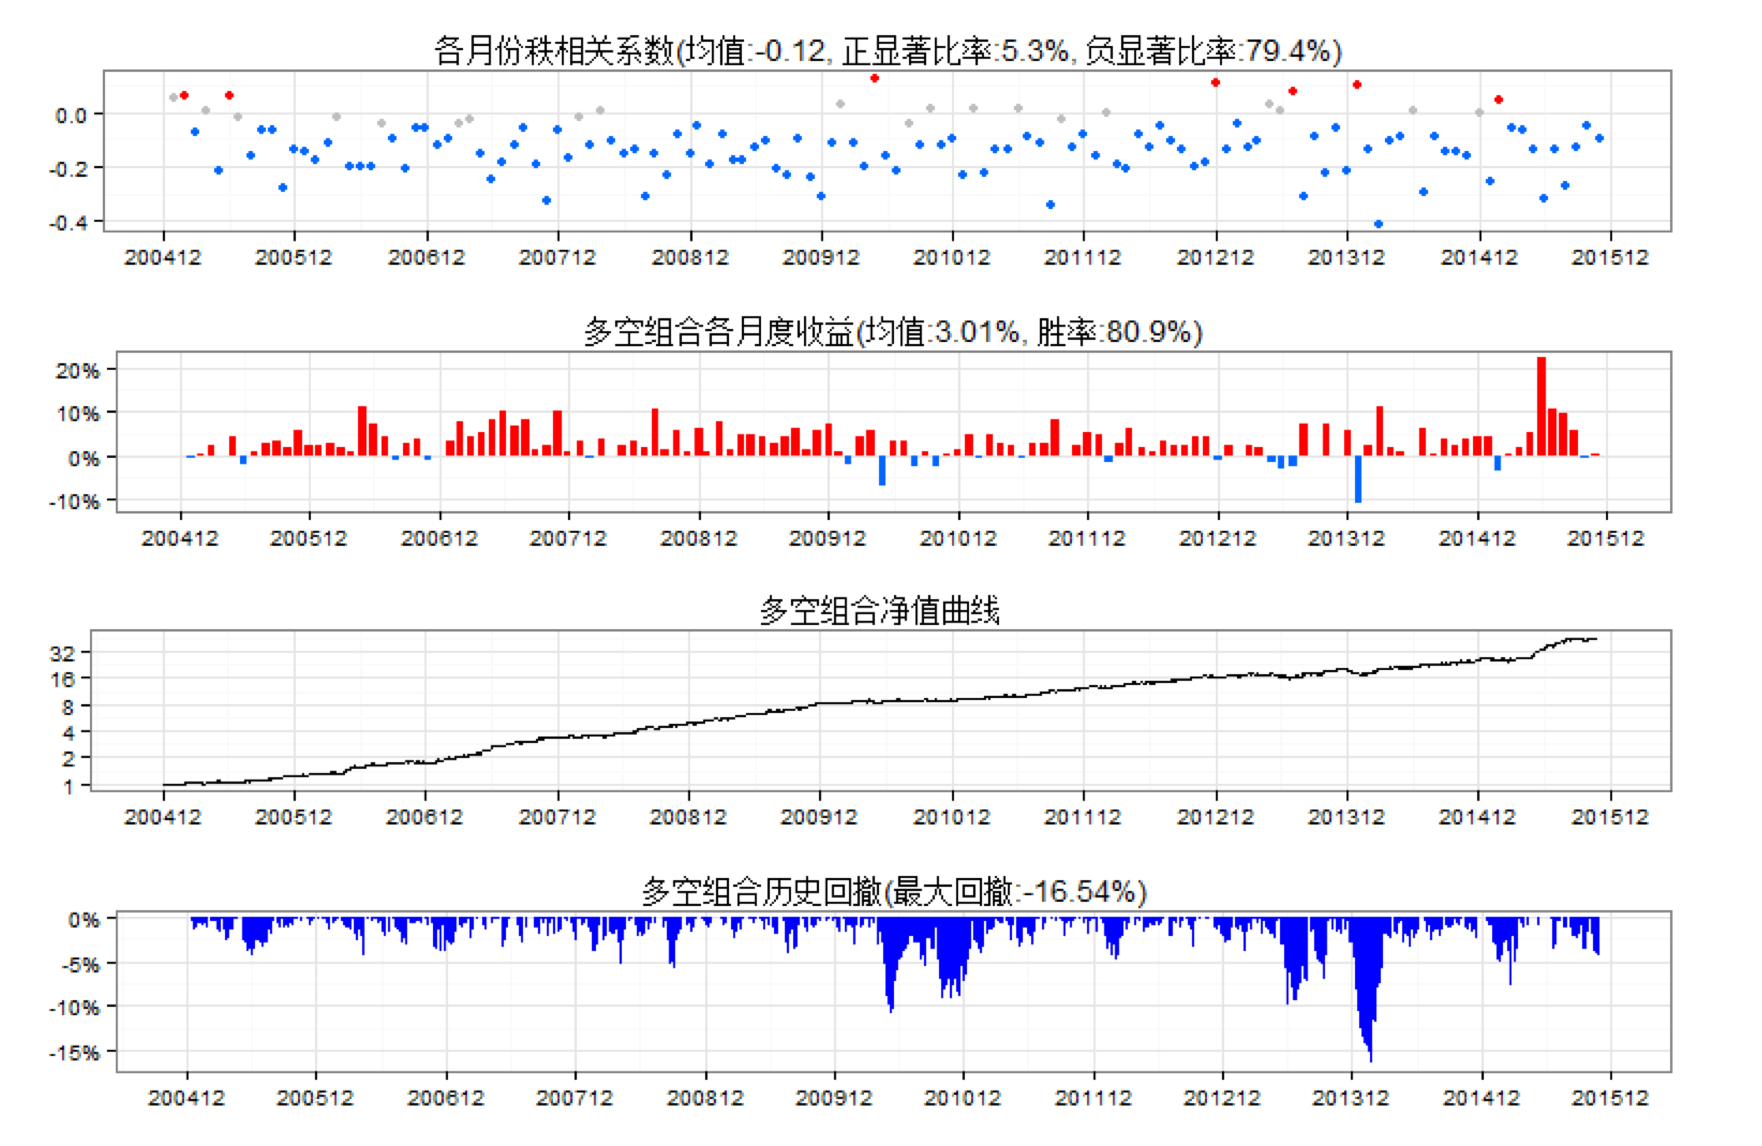 各月份秩相关系数(均值:-0.12, 正显著比率:5.3%, 负显著比率:79.4%)
0.0
-0.2
-0.4
200412 200512 200612 200712 200812 200912 201012 201112 201212 201312 201412 201512
多空组合各月度收益(均值:3.01%, 胜率:80.9%)
20%
10%
0%
-10%
200412 200512 200612 200712 200812 200912 201012 201112 201212 201312 201412 201512
多空组合净值曲线
32
16
8
4
2
1
200412 200512 200612 200712 200812 200912 201012 201112 201212 201312 201412 201512
多空组合历史回撤(最大回撤:-16.54%)
0%
-5%
-10%
-15%
200412 200512 200612 200712 200812 200912 201012 201112 201212 201312 201412 201512